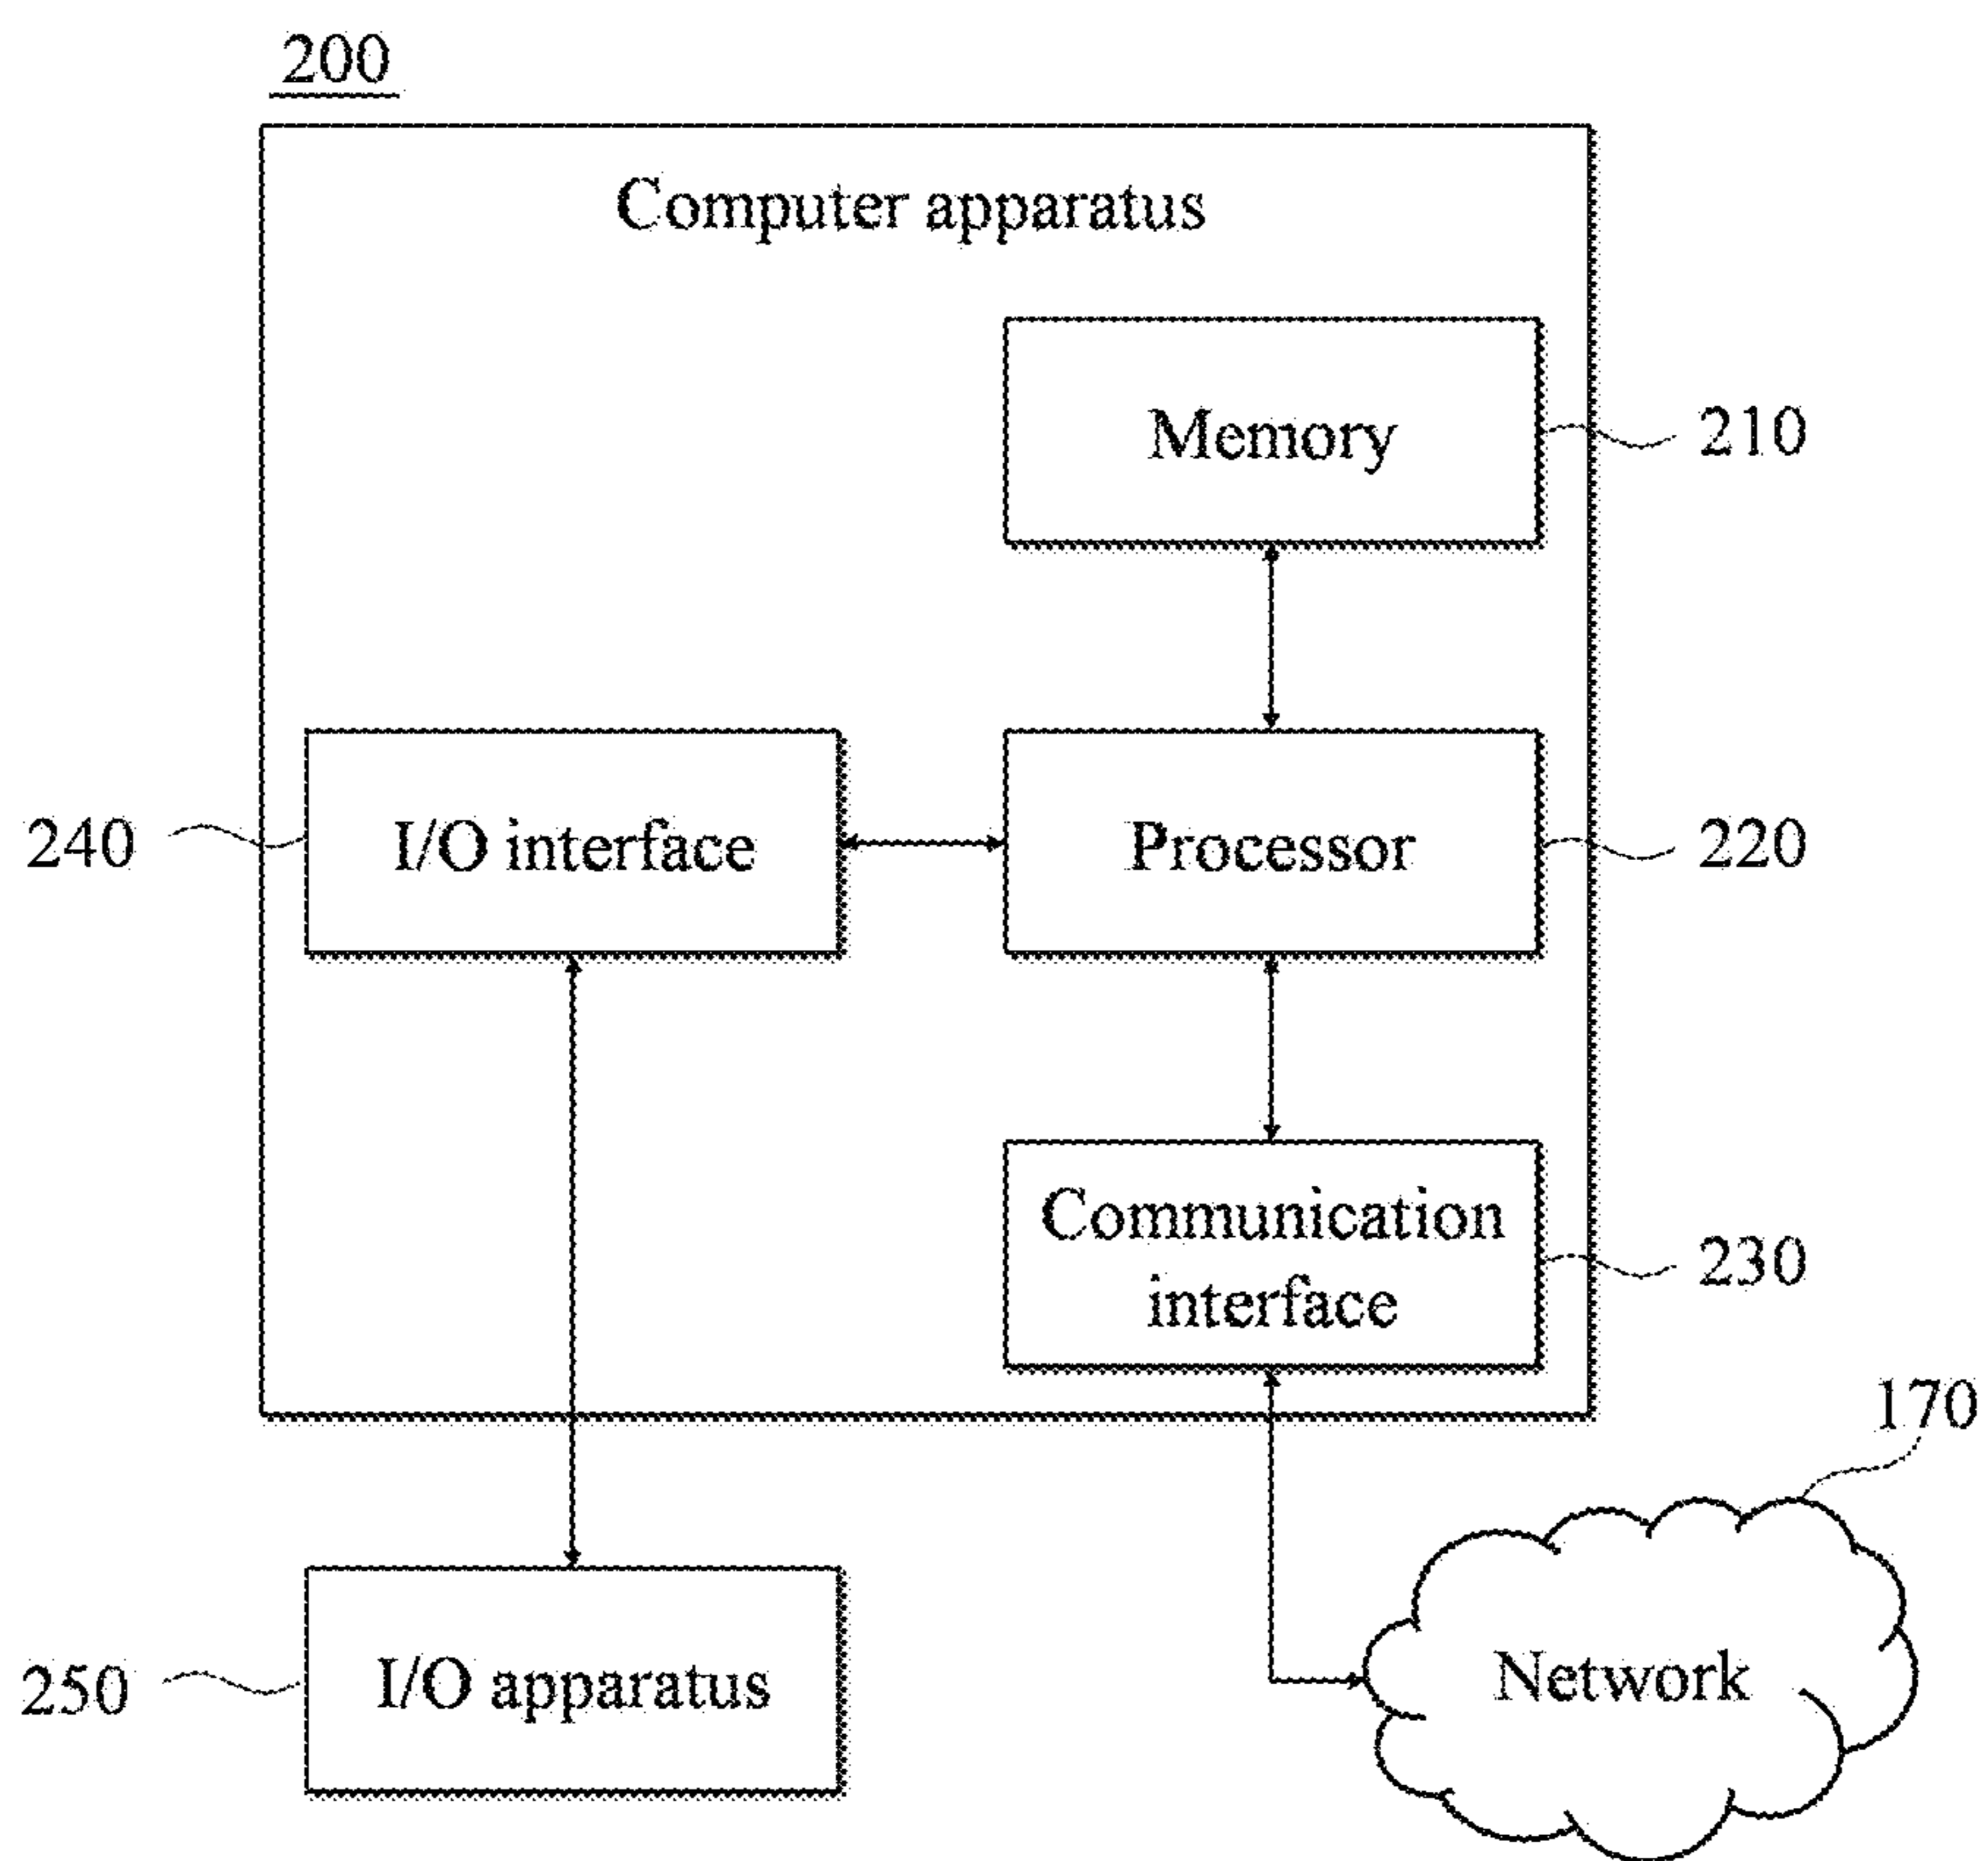 200
Computer apparatus
Memory
210
240
I/O interface
Processor
220
Communication
interface
230
170
250
I/O apparatus
Network